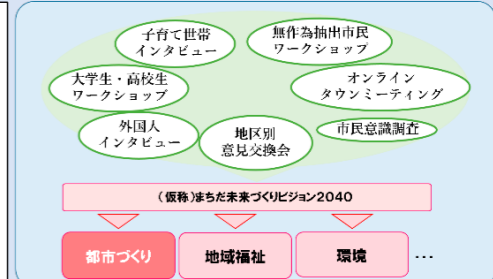 子育て世帯
インタビュー
無作為抽出市民
ワークショップ
大学生・高校生
ワークショップ
オンライン
タウンミーティング
外国人
インタビュー
地区別
意見交換会
市民意識調査
（仮称）まちだ未来づくりビジョン2040
都市づくり
地域福祉
環境
…